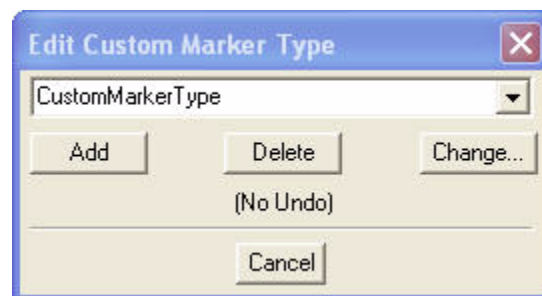 Edit Custom Marker Type
CustomMarkerType
Add Delete Change...
(No Undo)
Cancel